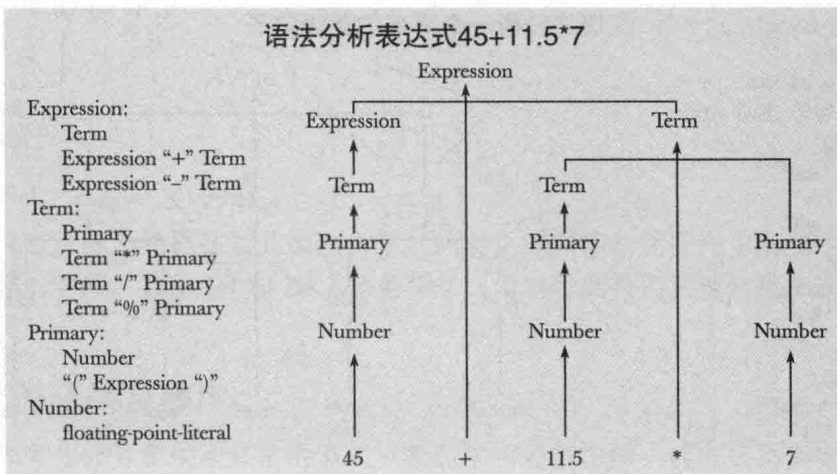 语法分析表达式45+11.5*7
Expression
Expression:
Term
Expression “+” Term
Expression “–” Term
Term:
Primary
Term “*” Primary
Term “/” Primary
Term “%” Primary
Primary:
Number
“(” Expression “)”
Number:
floating-point-literal
Expression Term
Term Term
Primary Primary Primary
Number Number Number
45 + 11.5 * 7